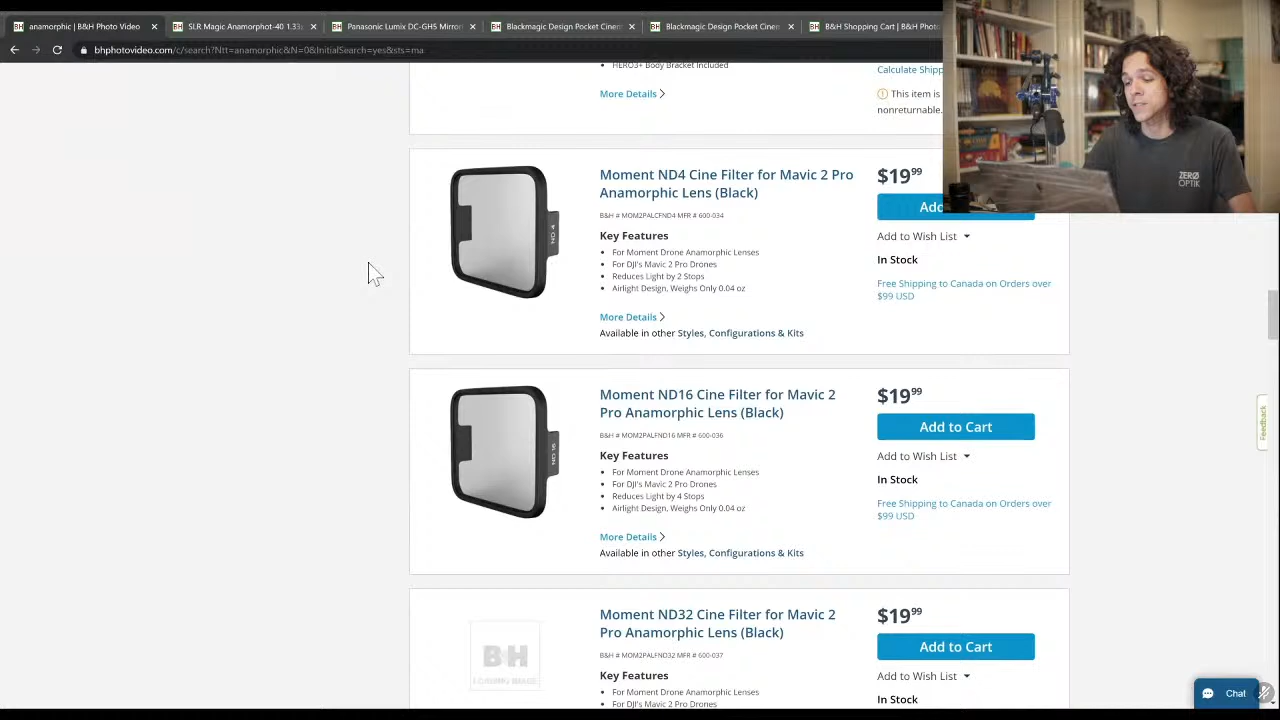 anamorphic | B&H Photo Video
SLR Magic Anamorphot-40 1.33x
Panasonic Lumix DC-GH5 Mirror
Blackmagic Design Pocket Cinem
Blackmagic Design Pocket Cinem
B&H Shopping Cart | B&H Photo
bhphotovideo.com/c/search?Ntt=anamorphic&N=0&InitialSearch=yes&sts=ma
HERO3+ Body Bracket Included
More Details
Calculate Shipp
This item is
nonreturnable.
Moment ND4 Cine Filter for Mavic 2 Pro
Anamorphic Lens (Black)
B&H # MOM2PALCFND4 MFR # 600-034
Key Features
For Moment Drone Anamorphic Lenses
For DJI's Mavic 2 Pro Drones
Reduces Light by 2 Stops
Airlight Design, Weighs Only 0.04 oz
More Details
Available in other Styles, Configurations & Kits
$19.99
Add
Add to Wish List
In Stock
Free Shipping to Canada on Orders over
$99 USD
ND 4
ZERØ
OPTIK
Moment ND16 Cine Filter for Mavic 2
Pro Anamorphic Lens (Black)
B&H # MOM2PALFND16 MFR # 600-036
Key Features
For Moment Drone Anamorphic Lenses
For DJI's Mavic 2 Pro Drones
Reduces Light by 4 Stops
Airlight Design, Weighs Only 0.04 oz
More Details
Available in other Styles, Configurations & Kits
$19.99
Add to Cart
Add to Wish List
In Stock
Free Shipping to Canada on Orders over
$99 USD
ND 16
Feedback
Moment ND32 Cine Filter for Mavic 2
Pro Anamorphic Lens (Black)
B&H # MOM2PALFND32 MFR # 600-037
Key Features
For Moment Drone Anamorphic Lenses
For DJI's Mavic 2 Pro Drones
$19.99
Add to Cart
Add to Wish List
In Stock
B&H
LOADING IMAGE
Chat